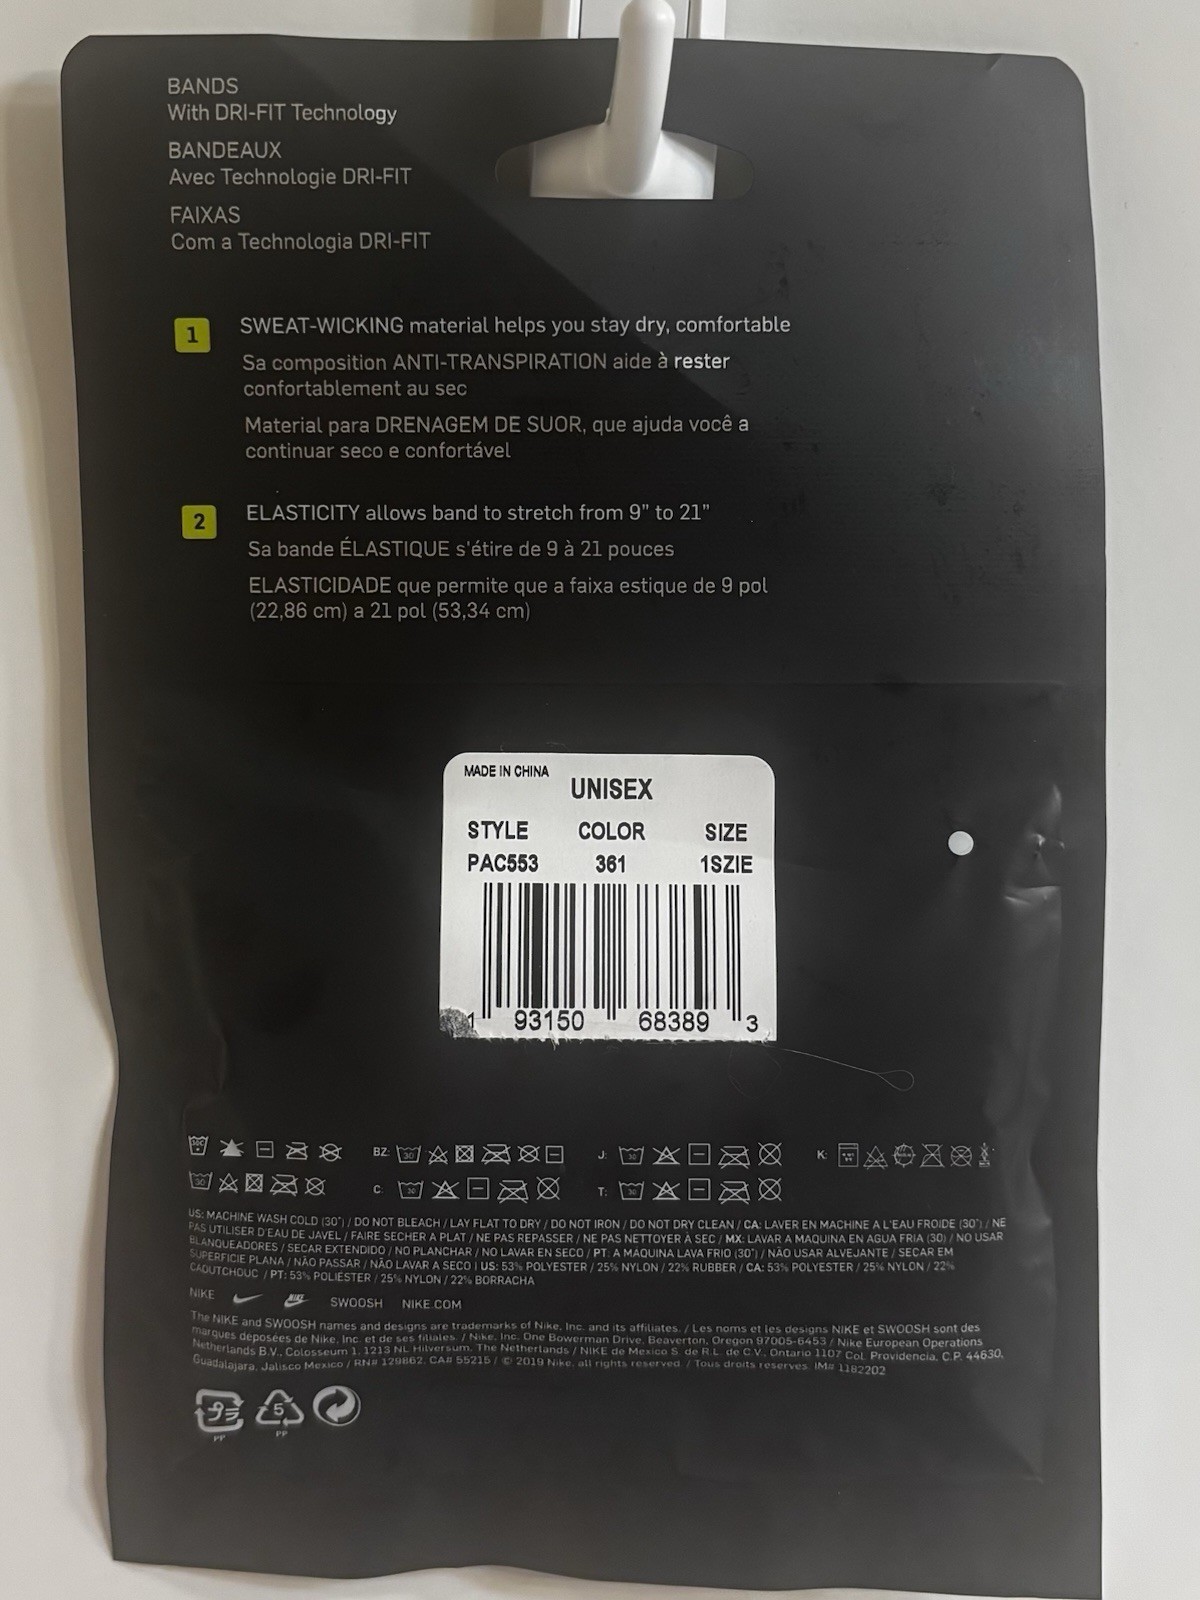 BANDS
With DRI-FIT Technology
BANDEAUX
Avec Technologie DRI-FIT
FAIXAS
Com a Technologia DRI-FIT
1
SWEAT-WICKING material helps you stay dry, comfortable
Sa composition ANTI-TRANSPIRATION aide à rester
confortablement au sec
Material para DRENAGEM DE SUOR, que ajuda você a
continuar seco e confortável
2
ELASTICITY allows band to stretch from 9" to 21"
Sa bande ÉLASTIQUE s'étire de 9 à 21 pouces
ELASTICIDADE que permite que a faixa estique de 9 pol
(22,86 cm) a 21 pol (53,34 cm)
MADE IN CHINA
UNISEX
STYLE COLOR SIZE
PAC553 361 1SZIE
1 93150 68389 3
BZ: J: K:
C: T:
US: MACHINE WASH COLD (30°) / DO NOT BLEACH / LAY FLAT TO DRY / DO NOT IRON / DO NOT DRY CLEAN / CA: LAVER EN MACHINE A L'EAU FROIDE (30°) / NE
PAS UTILISER D'EAU DE JAVEL / FAIRE SECHER A PLAT / NE PAS REPASSER / NE PAS NETTOYER À SEC / MX: LAVAR A MAQUINA EN AGUA FRIA (30) / NO USAR
BLANQUEADORES / SECAR EXTENDIDO / NO PLANCHAR / NO LAVAR EN SECO / PT: A MÁQUINA LAVA FRIO (30°) / NÃO USAR ALVEJANTE / SECAR EM
SUPERFICIE PLANA / NÃO PASSAR / NÃO LAVAR A SECO | US: 53% POLYESTER / 25% NYLON / 22% RUBBER / CA: 53% POLYESTER / 25% NYLON / 22%
CAOUTCHOUC / PT: 53% POLIESTER / 25% NYLON / 22% BORRACHA
NIKE NIKE SWOOSH NIKE.COM
The NIKE and SWOOSH names and designs are trademarks of Nike, Inc. and its affiliates. / Les noms et les designs NIKE et SWOOSH sont des
marques déposées de Nike, Inc. et de ses filiales. / Nike, Inc. One Bowerman Drive, Beaverton, Oregon 97005-6453 / Nike European Operations
Netherlands B.V., Colosseum 1, 1213 NL Hilversum, The Netherlands / NIKE de Mexico S. de R.L. de C.V., Ontario 1107 Col. Providencia, C.P. 44630,
Guadalajara, Jalisco Mexico / RN# 129862, CA# 55215 / © 2019 Nike, all rights reserved. / Tous droits reserves. IM# 1182202
5
PP PP